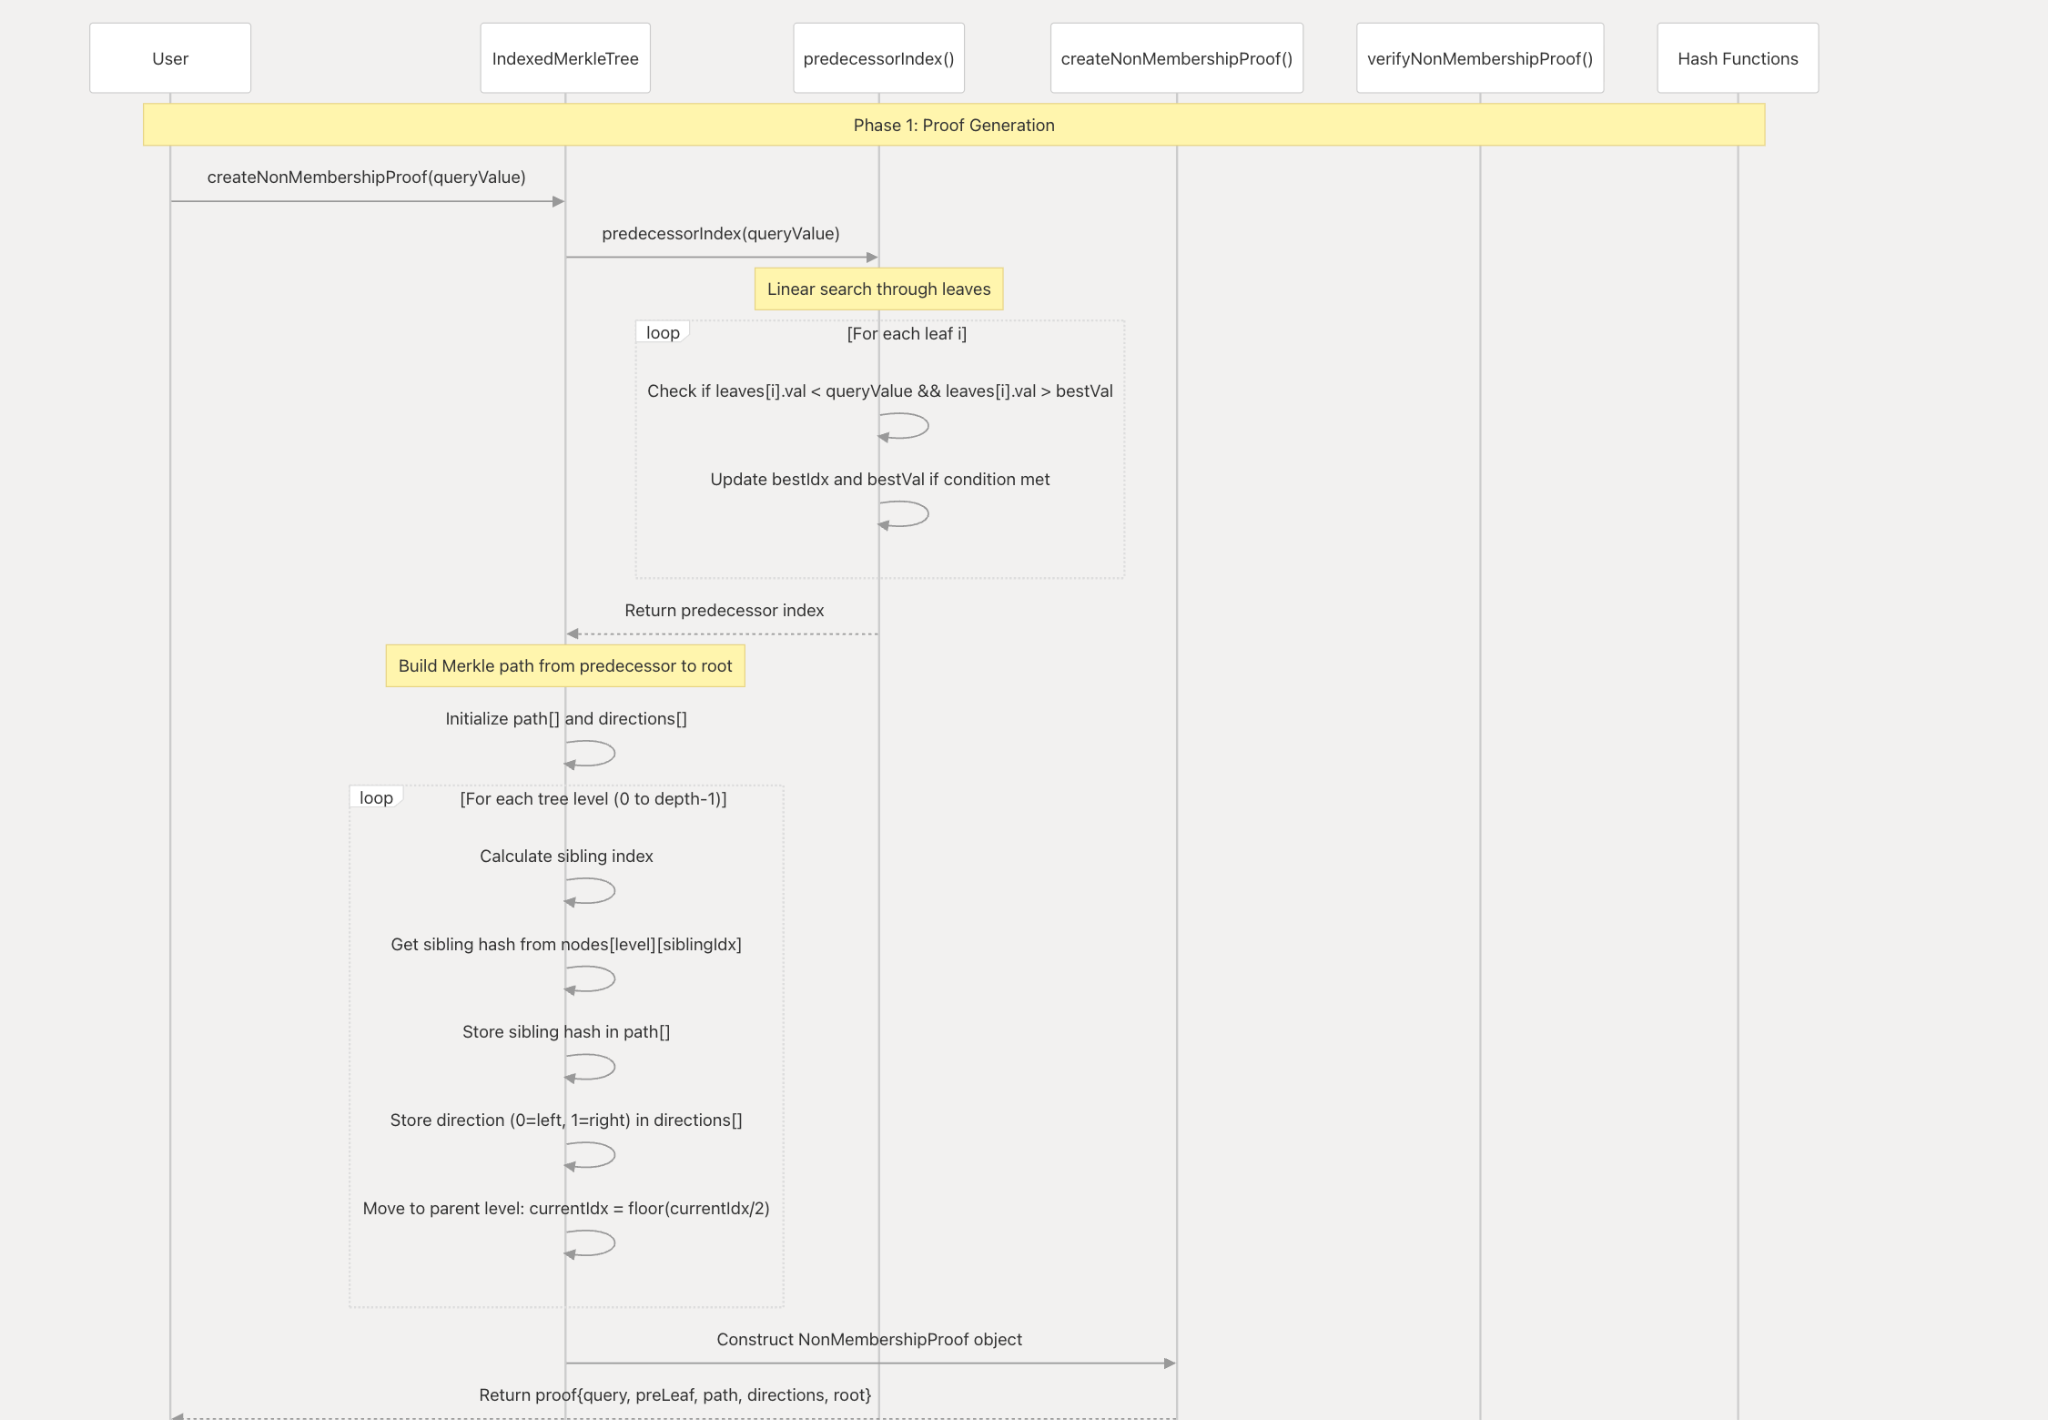 User
IndexedMerkleTree
predecessorIndex()
createNonMembershipProof()
verifyNonMembershipProof()
Hash Functions
Phase 1: Proof Generation
createNonMembershipProof(queryValue)
predecessorIndex(queryValue)
Linear search through leaves
loop
[For each leaf i]
Check if leaves[i].val < queryValue && leaves[i].val > bestVal
Update bestIdx and bestVal if condition met
Return predecessor index
Build Merkle path from predecessor to root
Initialize path[] and directions[]
loop
[For each tree level (0 to depth-1)]
Calculate sibling index
Get sibling hash from nodes[level][siblingIdx]
Store sibling hash in path[]
Store direction (0=left, 1=right) in directions[]
Move to parent level: currentIdx = floor(currentIdx/2)
Construct NonMembershipProof object
Return proof{query, preLeaf, path, directions, root}